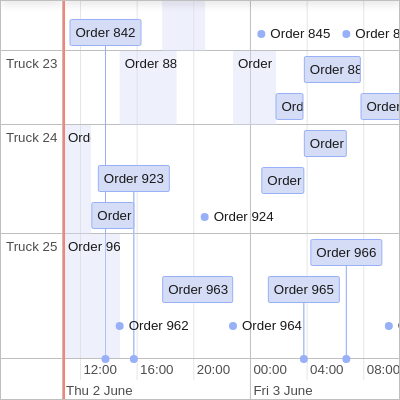 Order 842
Order 845
Order 8
Truck 23
Order 88
Order
Order 88
Ord
Order
Truck 24
Ord
Order
Order 923
Order
Order
Order 924
Truck 25
Order 96
Order 966
Order 963
Order 965
Order 962
Order 964
12:00
16:00
20:00
00:00
04:00
08:00
Thu 2 June
Fri 3 June